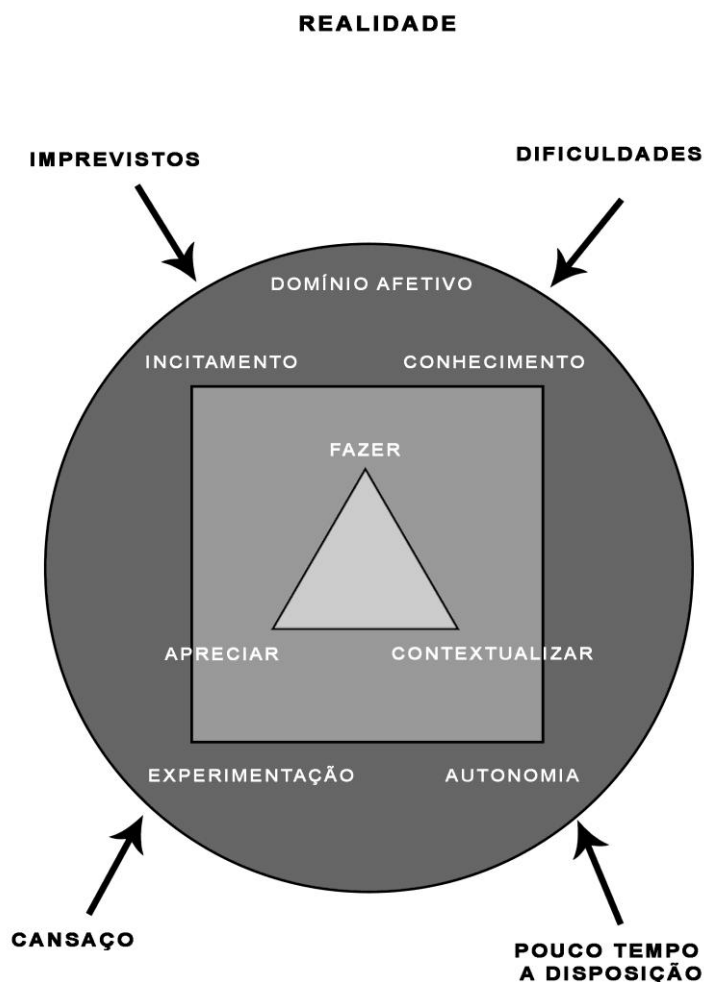 REALIDADE
IMPREVISTOS
DIFICULDADES
DOMÍNIO AFETIVO
INCITAMENTO
CONHECIMENTO
FAZER
APRECIAR
CONTEXTUALIZAR
EXPERIMENTAÇÃO
AUTONOMIA
CANSAÇO
POUCO TEMPO
A DISPOSIÇÃO